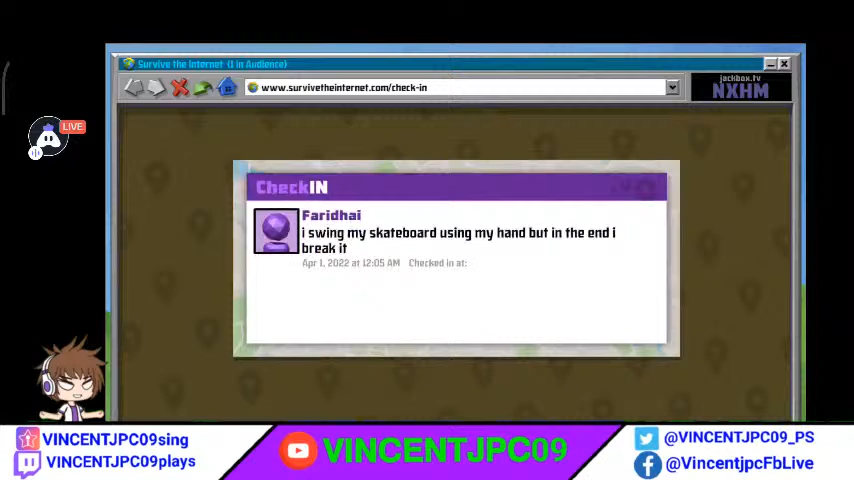 Survive the Internet (1 in Audience)
www.survivetheinternet.com/check-in
jackbox.tv
NXHM
LIVE
CheckIN
Faridhai
i swing my skateboard using my hand but in the end i
break it
Apr 1, 2022 at 12:05 AM Checked in at:
VINCENTJPC09sing
VINCENTJPC09plays
VINCENTJPC09
@VINCENTJPC09_PS
@VincentjpcFbLive